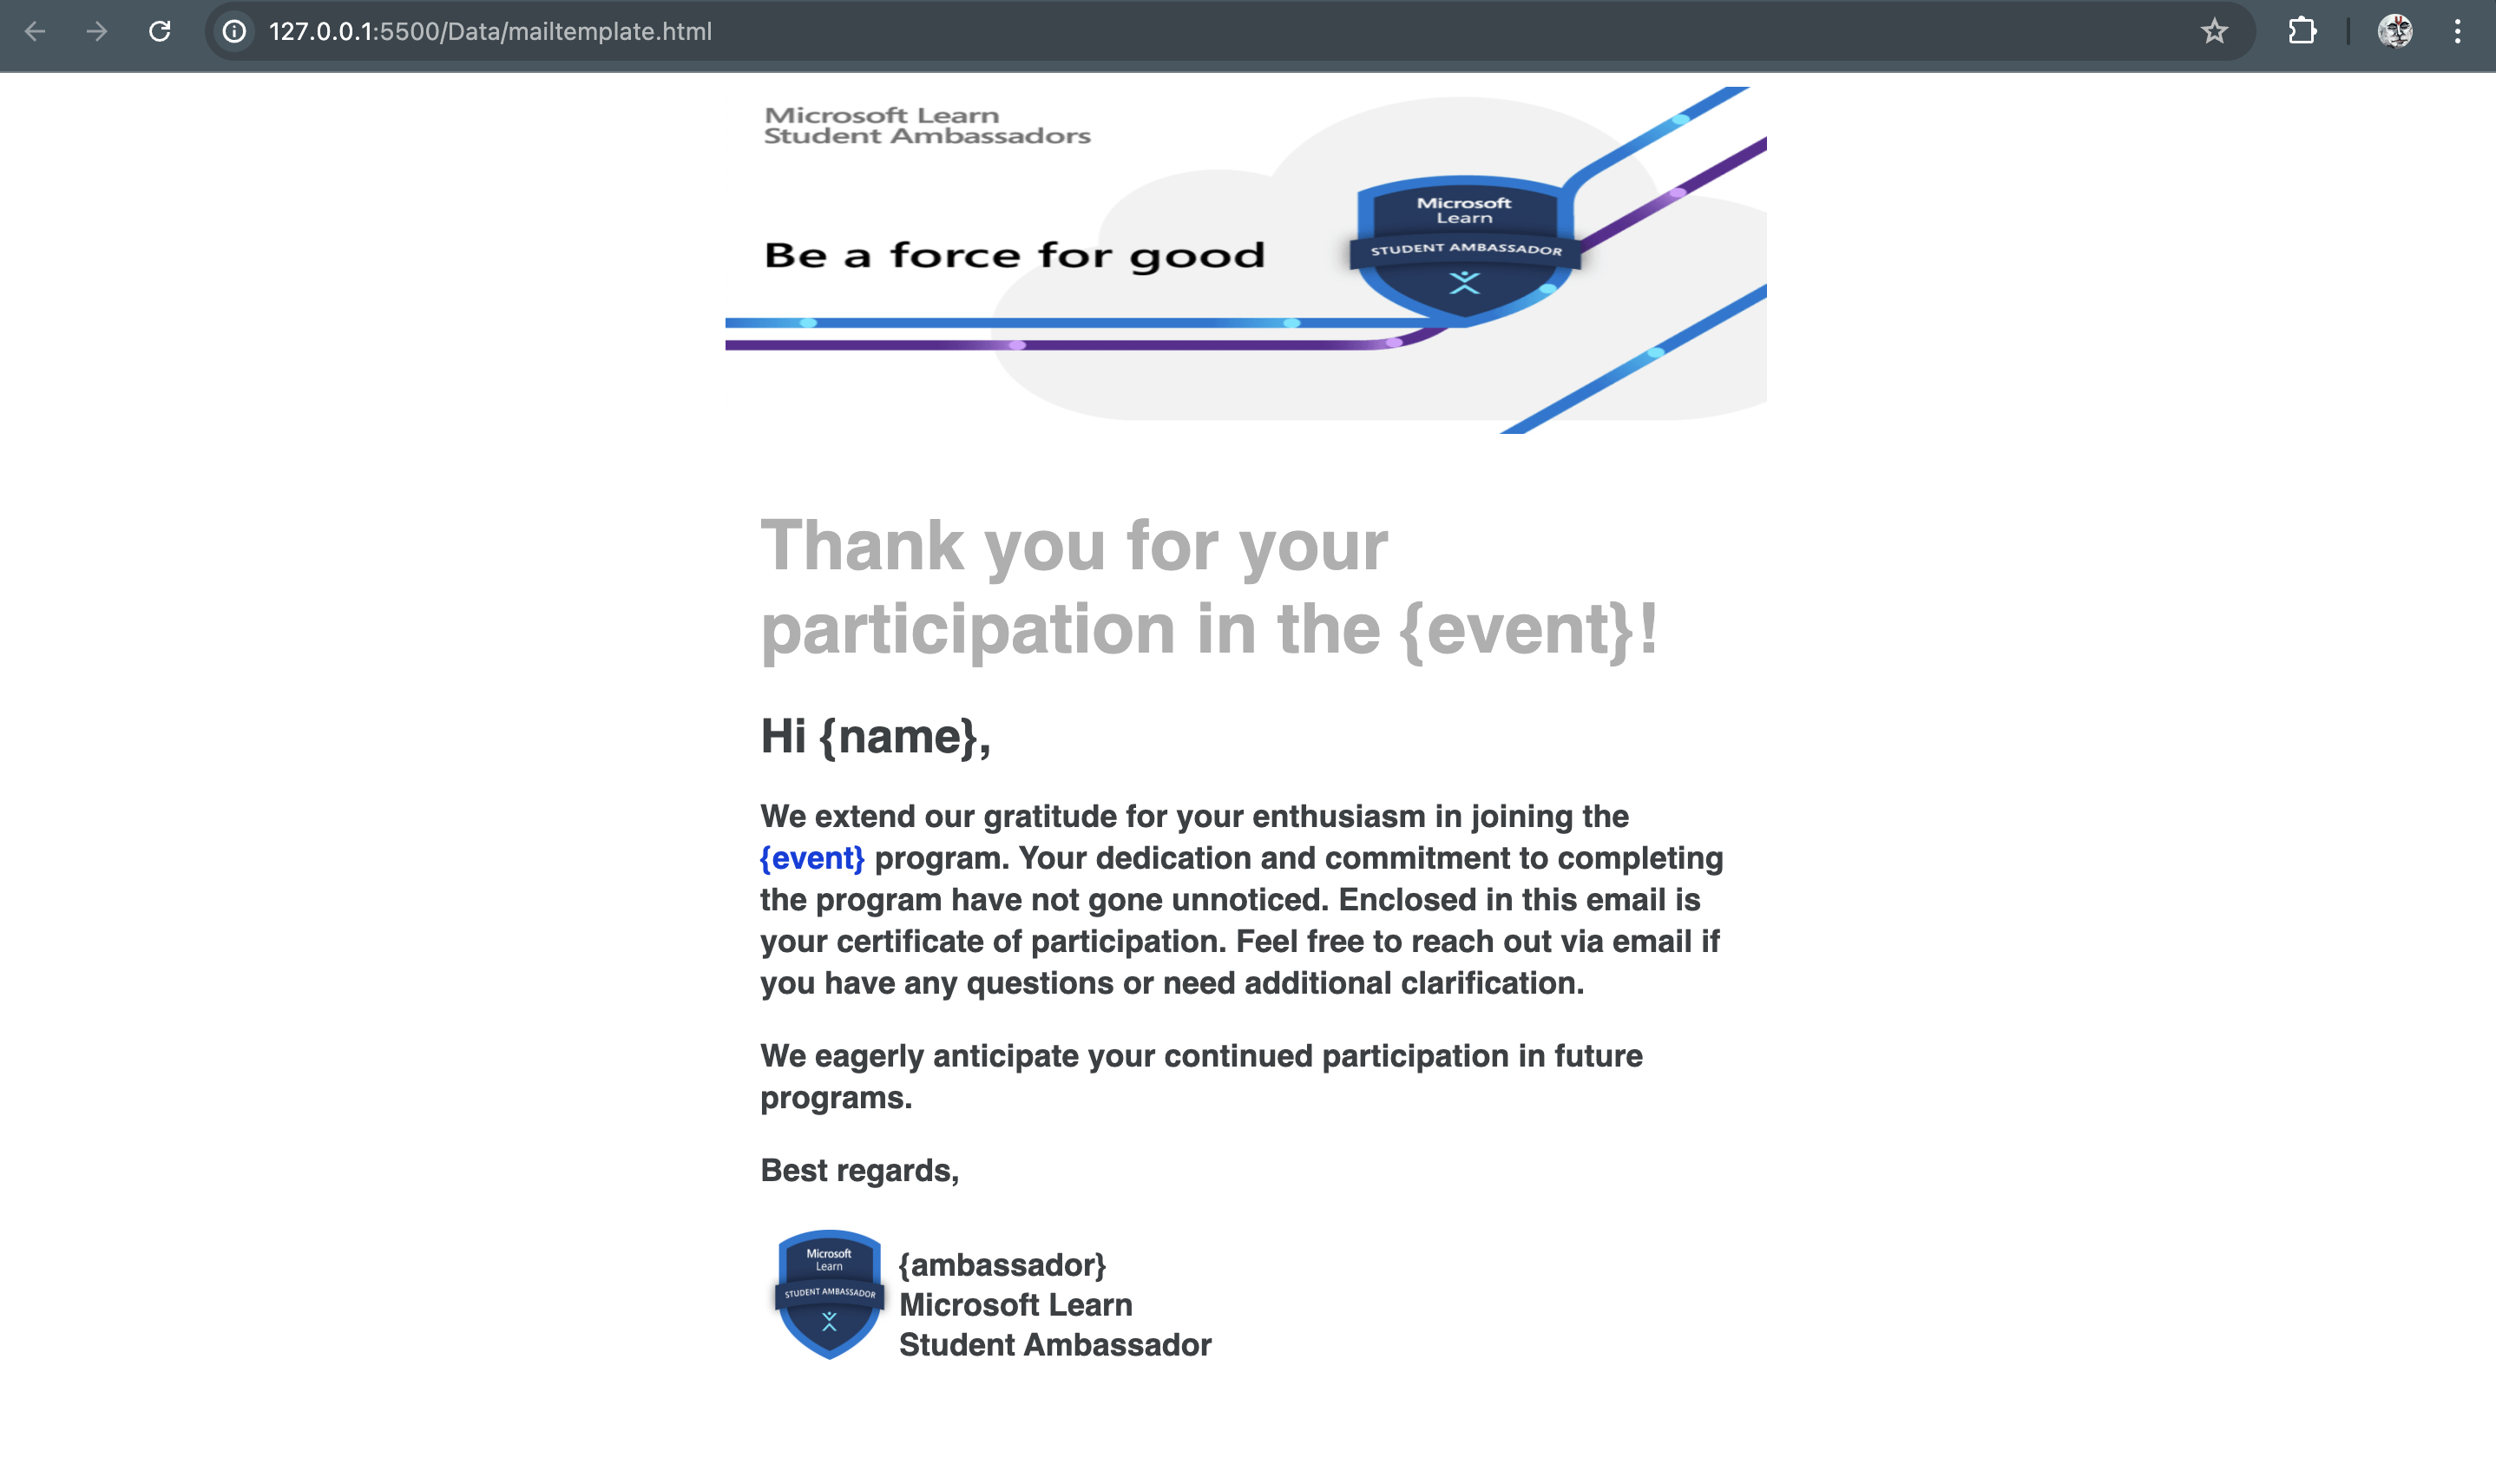 127.0.0.1:5500/Data/mailtemplate.html
Microsoft Learn
Student Ambassadors
Be a force for good
Microsoft
Learn
STUDENT AMBASSADOR
Thank you for your
participation in the {event}!
Hi {name},
We extend our gratitude for your enthusiasm in joining the
{event} program. Your dedication and commitment to completing
the program have not gone unnoticed. Enclosed in this email is
your certificate of participation. Feel free to reach out via email if
you have any questions or need additional clarification.
We eagerly anticipate your continued participation in future
programs.
Best regards,
Microsoft
Learn
STUDENT AMBASSADOR
{ambassador}
Microsoft Learn
Student Ambassador